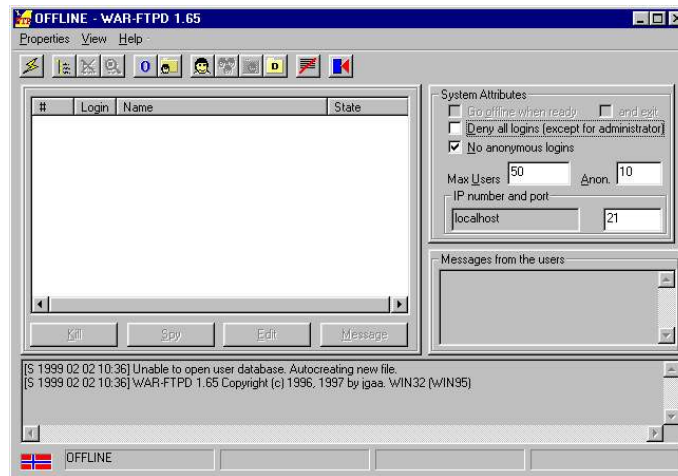 OFFLINE - WAR-FTPD 1.65
Properties View Help
0 D
# Login Name State
System Attributes
Go offline when ready and exit
Deny all logins (except for administrator)
No anonymous logins
Max Users 50 Anon. 10
IP number and port
localhost 21
Messages from the users
Kill Spy Edit Message
[S 1999 02 02 10:36] Unable to open user database. Autocreating new file.
[S 1999 02 02 10:36] WAR-FTPD 1.65 Copyright (c) 1996, 1997 by jgaa. WIN32 (WIN95)
OFFLINE